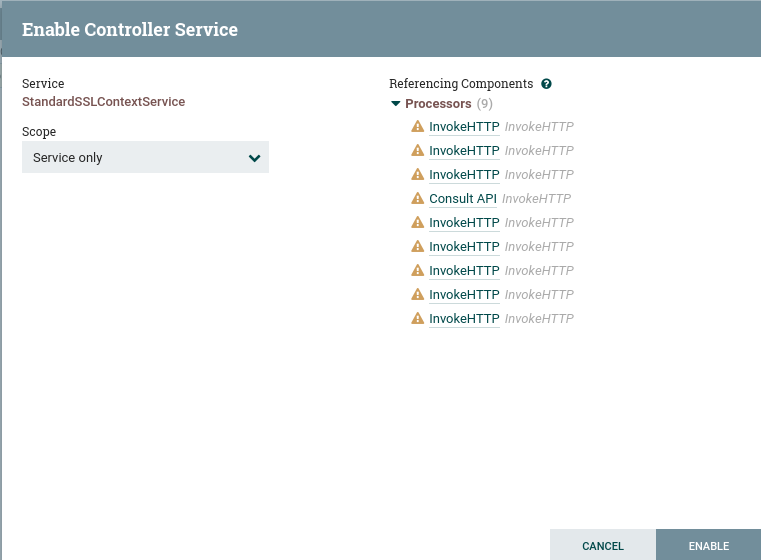 Enable Controller Service
Service
StandardSSLContextService
Scope
Service only
Referencing Components ?
Processors (9)
InvokeHTTP InvokeHTTP
InvokeHTTP InvokeHTTP
InvokeHTTP InvokeHTTP
Consult API InvokeHTTP
InvokeHTTP InvokeHTTP
InvokeHTTP InvokeHTTP
InvokeHTTP InvokeHTTP
InvokeHTTP InvokeHTTP
InvokeHTTP InvokeHTTP
CANCEL ENABLE